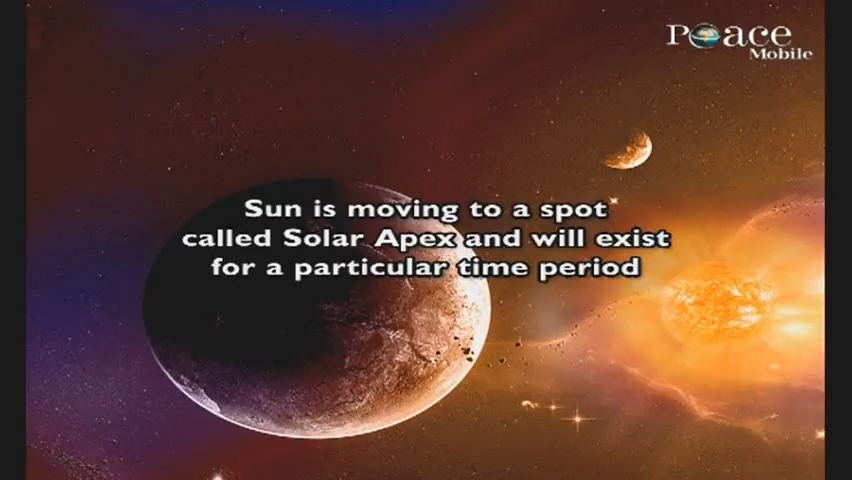 Peace
Mobile
Sun is moving to a spot
called Solar Apex and will exist
for a particular time period